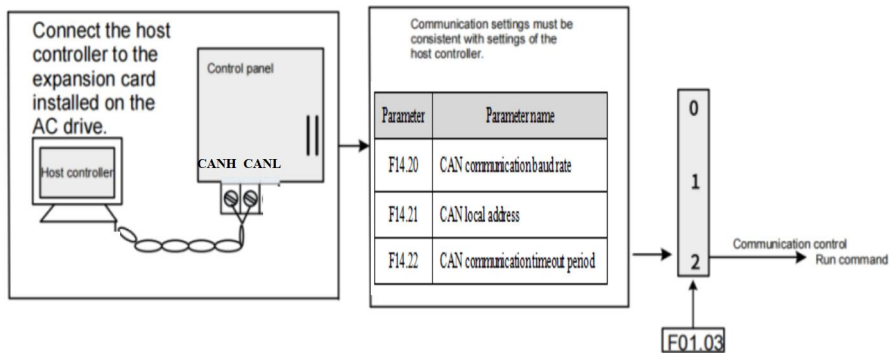 Connect the host
controller to the
expansion card
installed on the
AC drive.
Control panel
Host controller
CANH CANL
Communication settings must be
consistent with settings of the
host controller.
Parameter Parameter name
F14.20 CAN communication baud rate
F14.21 CAN local address
F14.22 CAN communication timeout period
0
1
2
Communication control
Run command
F01.03